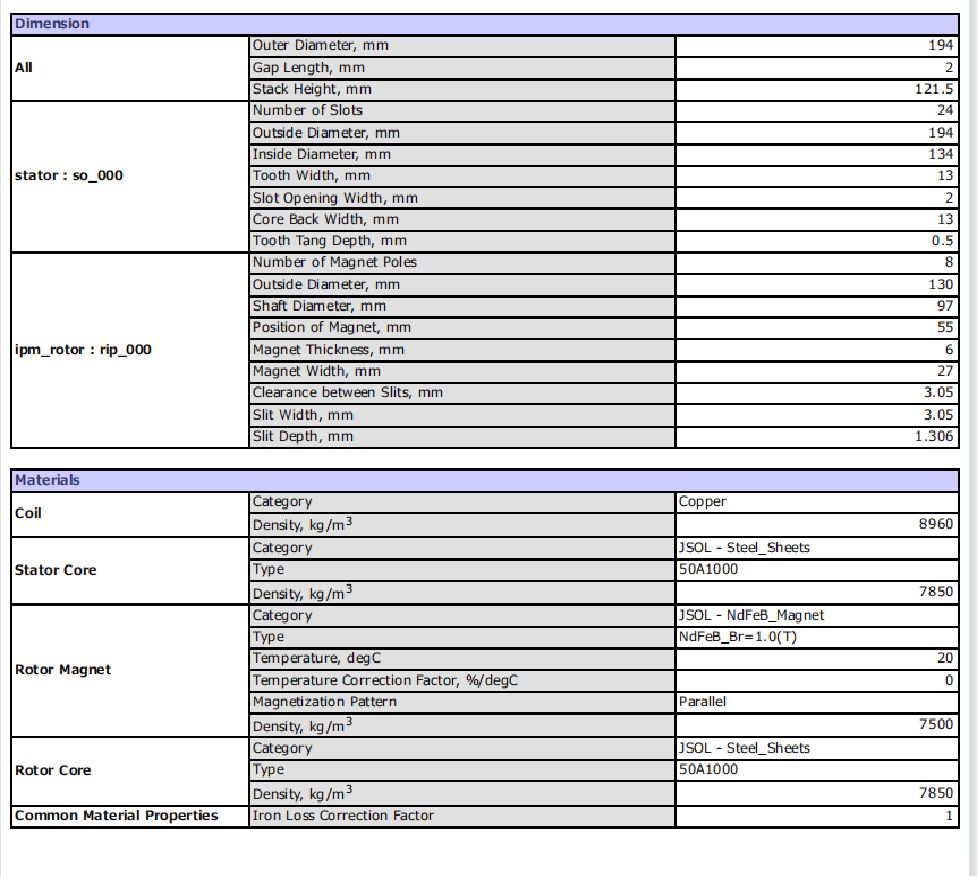 Dimension
All
Outer Diameter, mm 194
Gap Length, mm 2
Stack Height, mm 121.5
stator : so_000
Number of Slots 24
Outside Diameter, mm 194
Inside Diameter, mm 134
Tooth Width, mm 13
Slot Opening Width, mm 2
Core Back Width, mm 13
Tooth Tang Depth, mm 0.5
ipm_rotor : rip_000
Number of Magnet Poles 8
Outside Diameter, mm 130
Shaft Diameter, mm 97
Position of Magnet, mm 55
Magnet Thickness, mm 6
Magnet Width, mm 27
Clearance between Slits, mm 3.05
Slit Width, mm 3.05
Slit Depth, mm 1.306
Materials
Coil
Category Copper
Density, kg/m³ 8960
Stator Core
Category JSOL - Steel_Sheets
Type 50A1000
Density, kg/m³ 7850
Rotor Magnet
Category JSOL - NdFeB_Magnet
Type NdFeB_Br=1.0(T)
Temperature, degC 20
Temperature Correction Factor, %/degC 0
Magnetization Pattern Parallel
Density, kg/m³ 7500
Rotor Core
Category JSOL - Steel_Sheets
Type 50A1000
Density, kg/m³ 7850
Common Material Properties Iron Loss Correction Factor 1